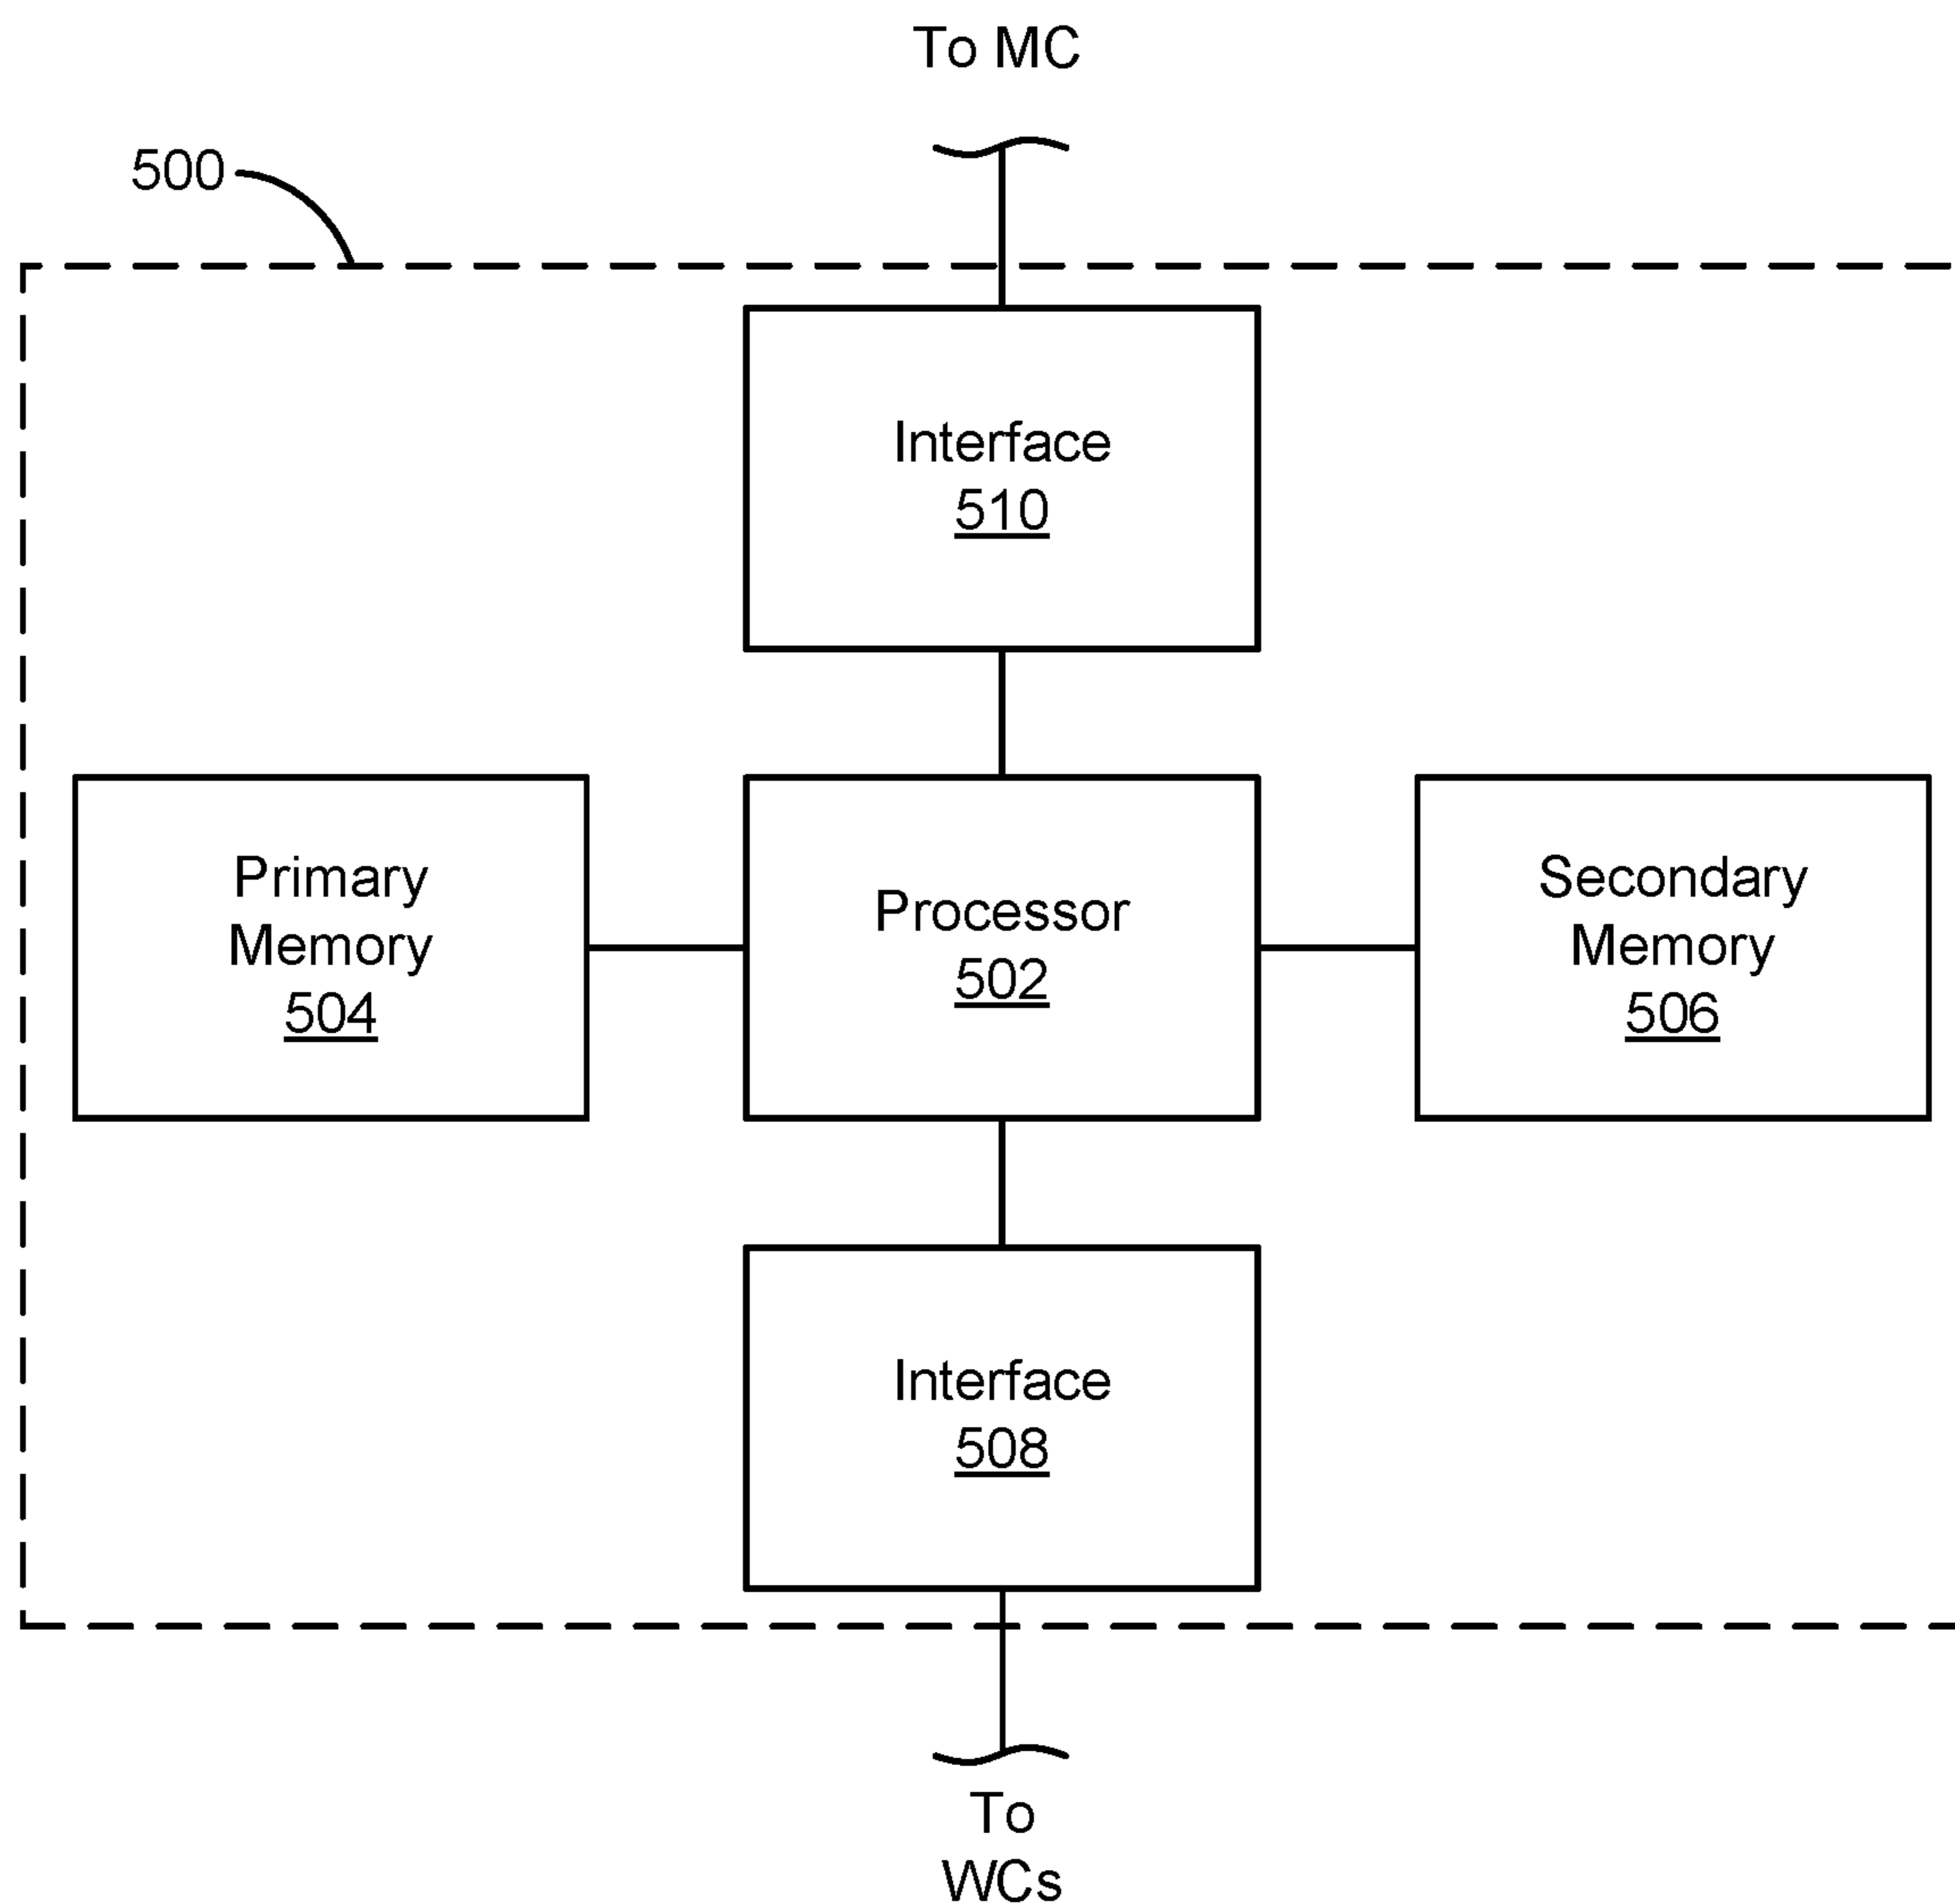 To MC
500
Interface
510
Primary
Memory
504
Processor
502
Secondary
Memory
506
Interface
508
To
WCs